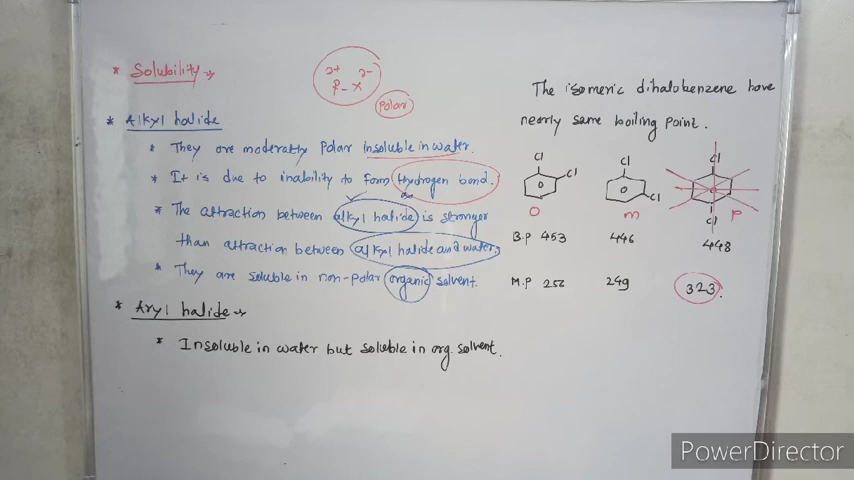 * Solubility →
∂+ ∂-
R - X
Polar
* Alkyl halide
* They are moderately Polar insoluble in water.
* It is due to inability to form Hydrogen bond.
* The attraction between alkyl halide is stronger
than attraction between alkyl halide and water.
* They are soluble in non-polar organic solvent.
* Aryl halide →
* Insoluble in water but soluble in org. solvent.
The isomeric dihalobenzene have
nearly same boiling point.
Cl Cl Cl
Cl Cl Cl
O m P
B.P 453 446 448
M.P 256 249 323.
PowerDirector